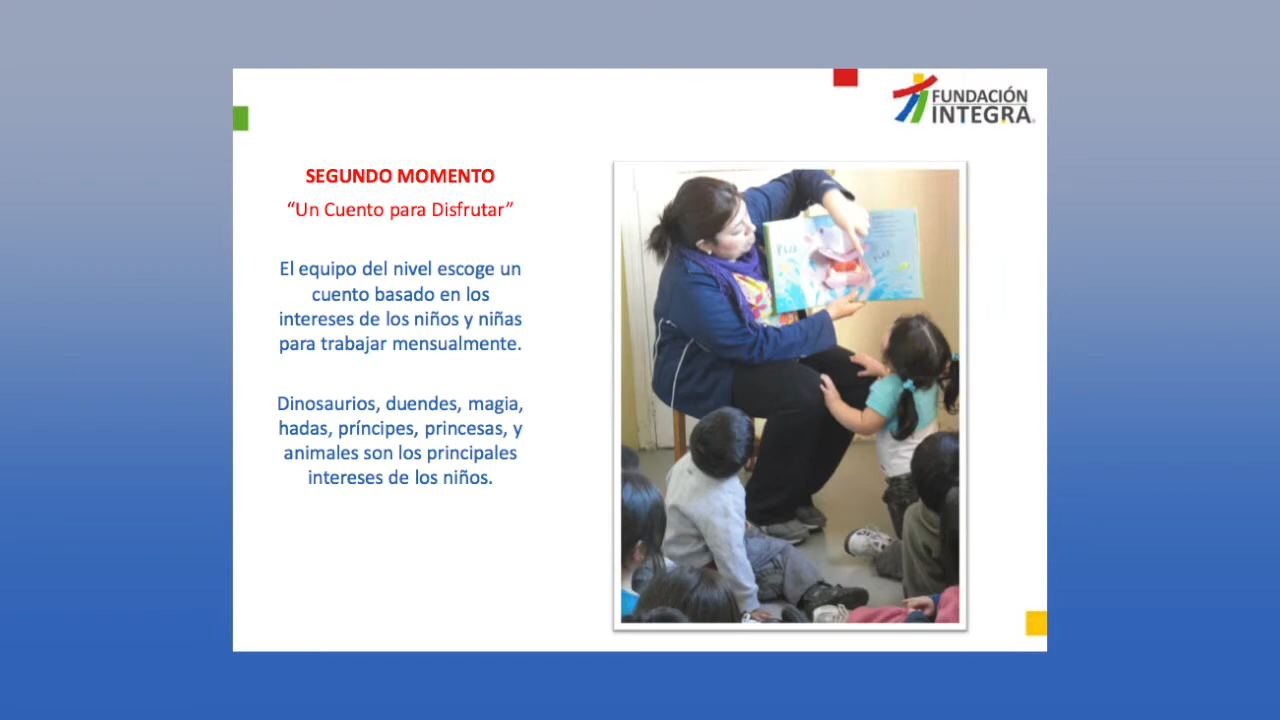 FUNDACIÓN
INTEGRA
SEGUNDO MOMENTO
“Un Cuento para Disfrutar”
El equipo del nivel escoge un
cuento basado en los
intereses de los niños y niñas
para trabajar mensualmente.
Dinosaurios, duendes, magia,
hadas, príncipes, princesas, y
animales son los principales
intereses de los niños.